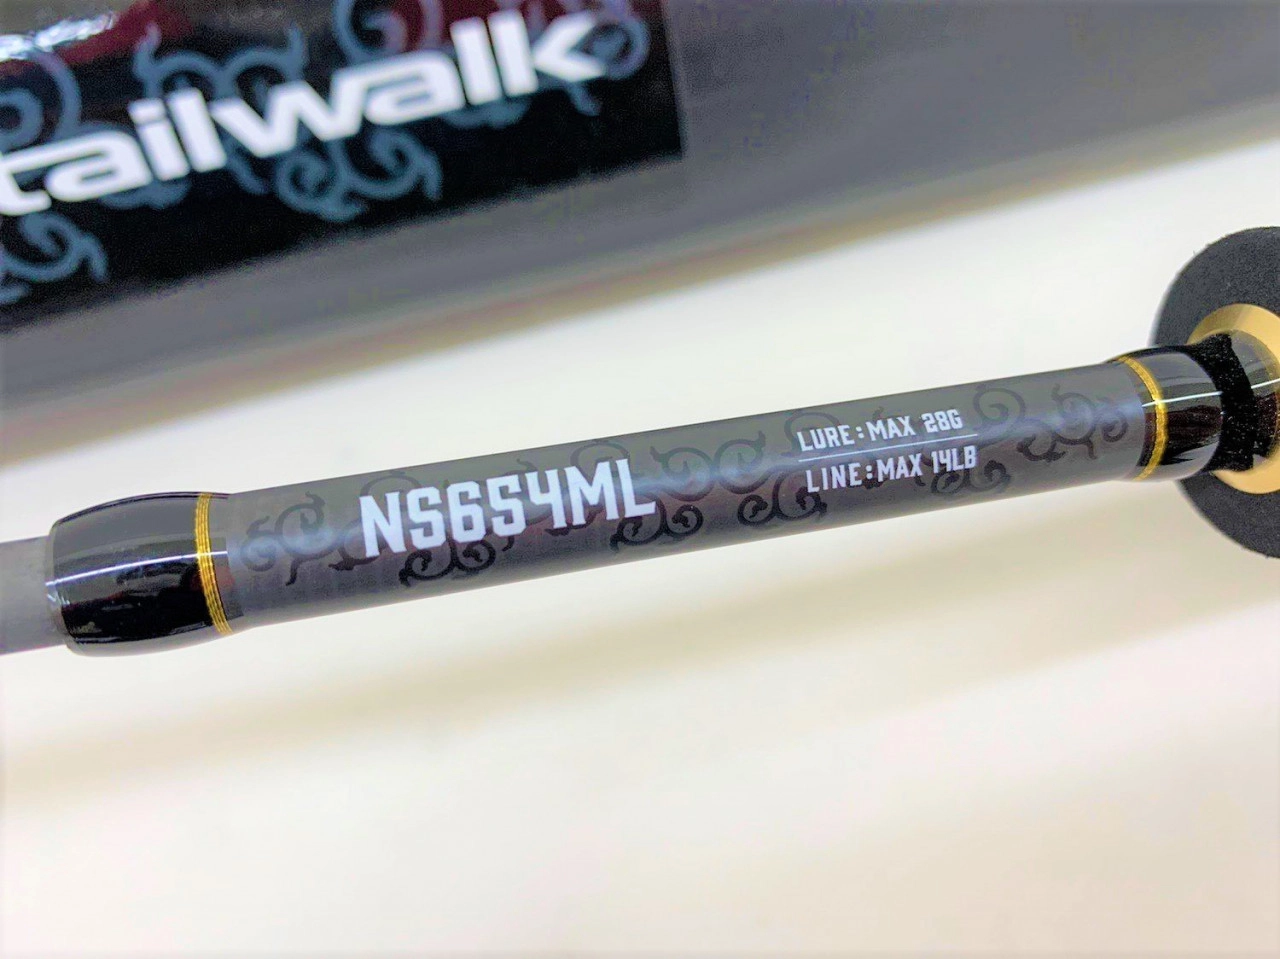 tailwalk
NS654ML
LURE:MAX 28G
LINE:MAX 14LB